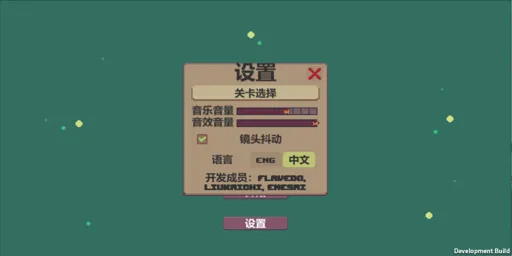 设置
关卡选择
音乐音量
音效音量
镜头抖动
语言 ENG 中文
开发成员: FLAVEDO,
LIUKAIOHI, ENESAI
设置
Development Build